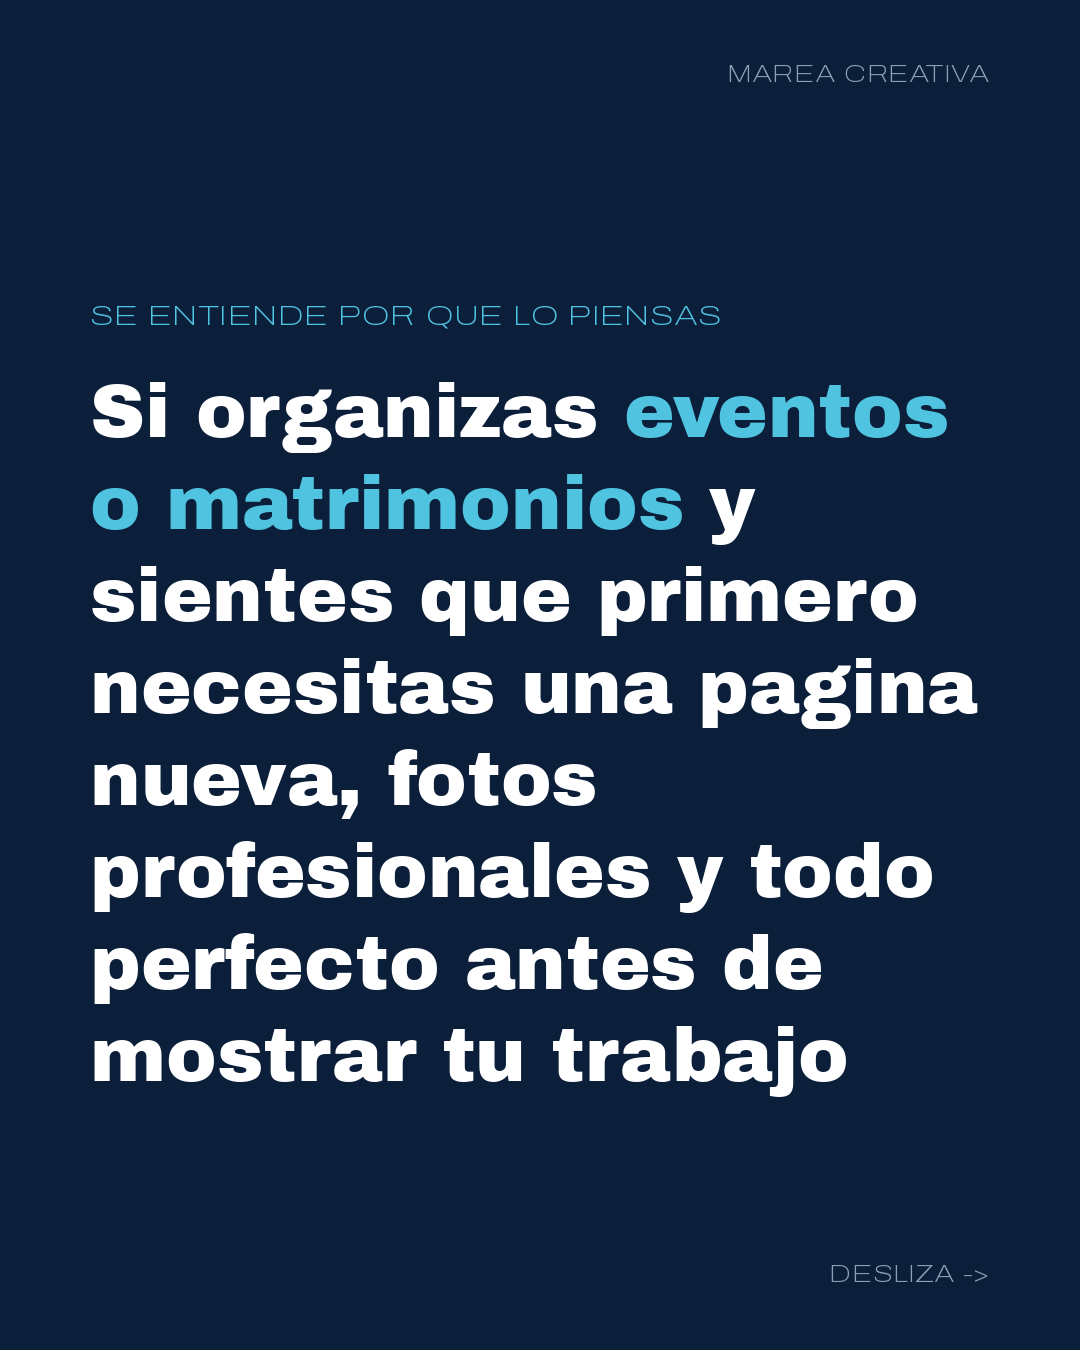 MAREA CREATIVA
SE ENTIENDE POR QUE LO PIENSAS
Si organizas eventos
o matrimonios y
sientes que primero
necesitas una pagina
nueva, fotos
profesionales y todo
perfecto antes de
mostrar tu trabajo
DESLIZA ->